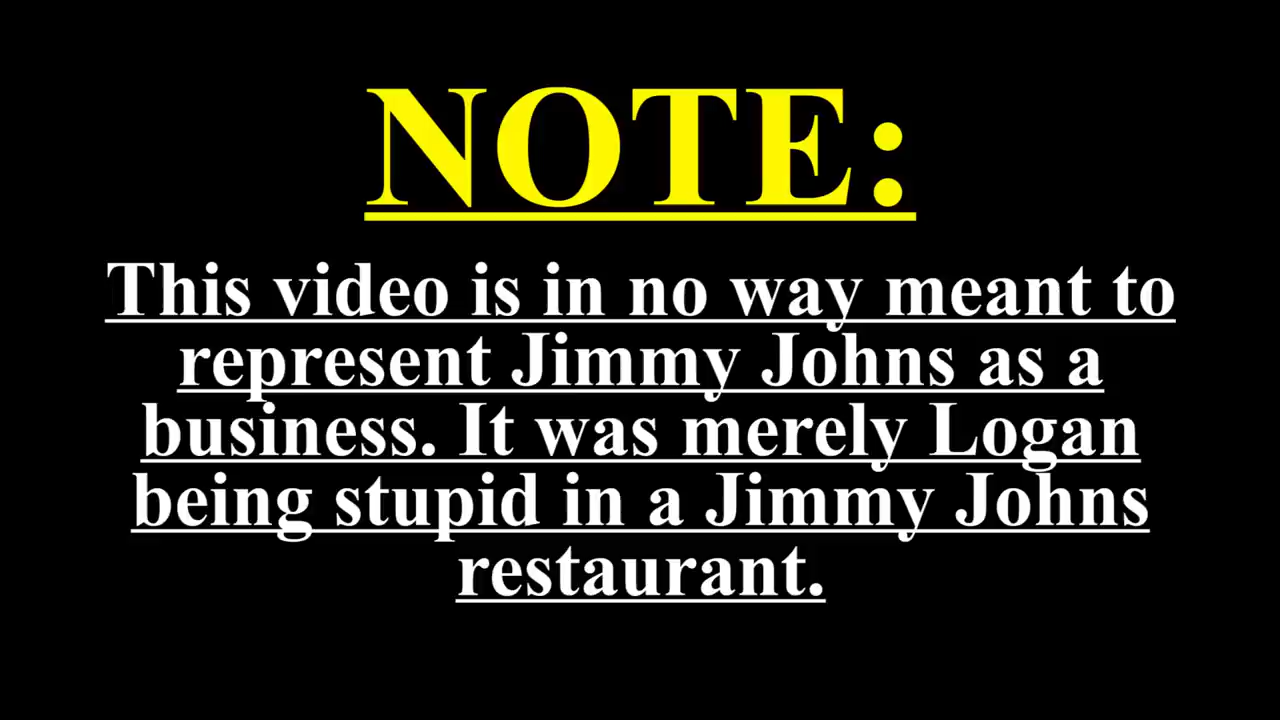 NOTE:
This video is in no way meant to
represent Jimmy Johns as a
business. It was merely Logan
being stupid in a Jimmy Johns
restaurant.